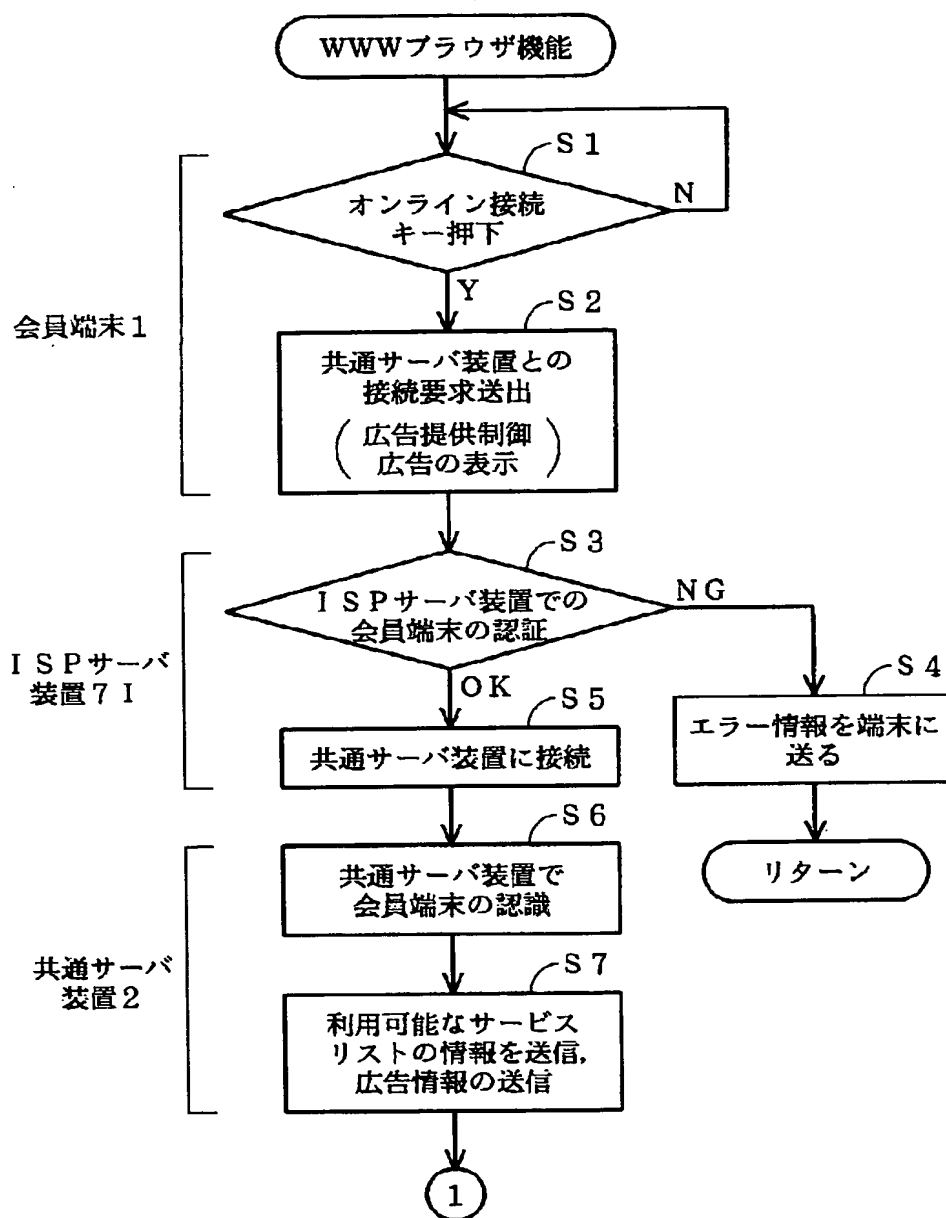 WWWブラウザ機能
S1
オンライン接続
キー押下
N
Y
会員端末1
S2
共通サーバ装置との
接続要求送出
広告提供制御
広告の表示
S3
ISPサーバ装置での
会員端末の認証
NG
OK
ISPサーバ
装置7I
S4
エラー情報を端末に
送る
S5
共通サーバ装置に接続
リターン
S6
共通サーバ装置で
会員端末の認識
共通サーバ
装置2
S7
利用可能なサービス
リストの情報を送信,
広告情報の送信
1